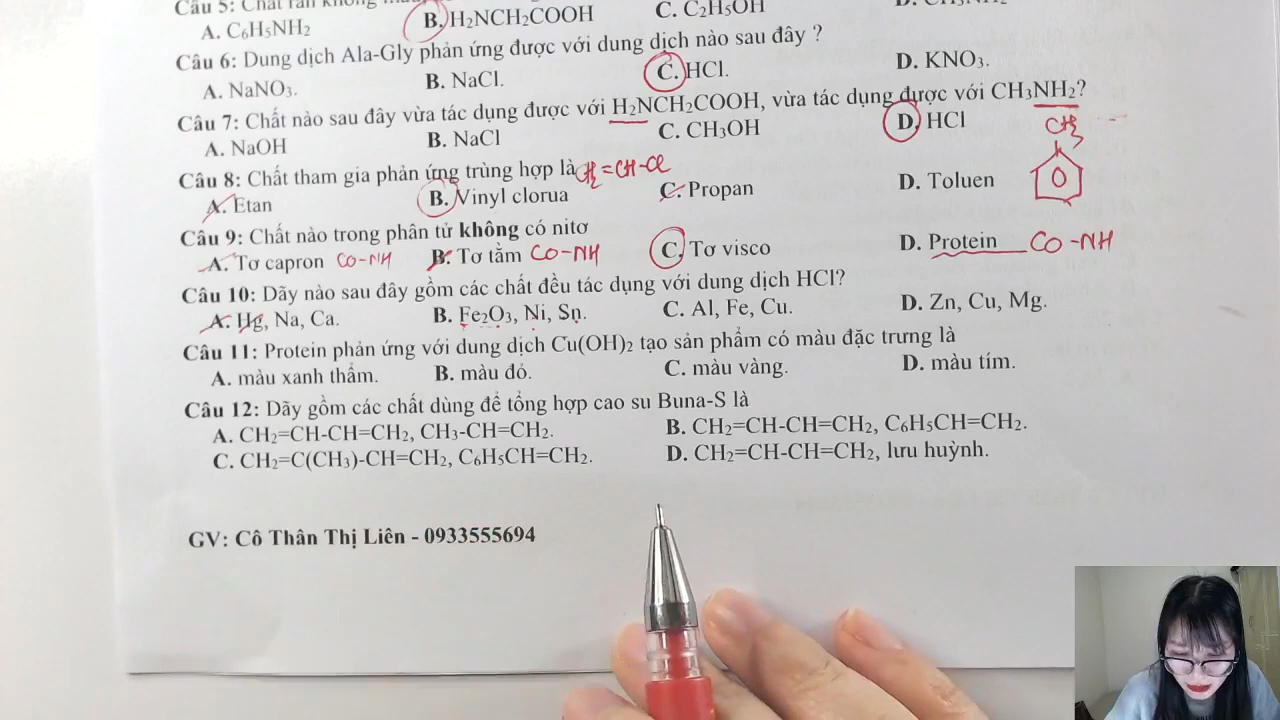 Câu 5: Chất rắn không
A. C₆H₅NH₂ B. H₂NCH₂COOH C. C₂H₅OH
Câu 6: Dung dịch Ala-Gly phản ứng được với dung dịch nào sau đây ?
A. NaNO₃. B. NaCl. C. HCl. D. KNO₃.
Câu 7: Chất nào sau đây vừa tác dụng được với H₂NCH₂COOH, vừa tác dụng được với CH₃NH₂?
A. NaOH B. NaCl C. CH₃OH D. HCl
CH₃
Câu 8: Chất tham gia phản ứng trùng hợp là CH₂=CH-Cl
A. Etan B. Vinyl clorua C. Propan D. Toluen
Câu 9: Chất nào trong phân tử không có nitơ
A. Tơ capron CO-NH B. Tơ tằm CO-NH C. Tơ visco D. Protein CO-NH
Câu 10: Dãy nào sau đây gồm các chất đều tác dụng với dung dịch HCl?
A. Hg, Na, Ca. B. Fe₂O₃, Ni, Sn. C. Al, Fe, Cu. D. Zn, Cu, Mg.
Câu 11: Protein phản ứng với dung dịch Cu(OH)₂ tạo sản phẩm có màu đặc trưng là
A. màu xanh thẫm. B. màu đỏ. C. màu vàng. D. màu tím.
Câu 12: Dãy gồm các chất dùng để tổng hợp cao su Buna-S là
A. CH₂=CH-CH=CH₂, CH₃-CH=CH₂. B. CH₂=CH-CH=CH₂, C₆H₅CH=CH₂.
C. CH₂=C(CH₃)-CH=CH₂, C₆H₅CH=CH₂. D. CH₂=CH-CH=CH₂, lưu huỳnh.
GV: Cô Thân Thị Liên - 0933555694